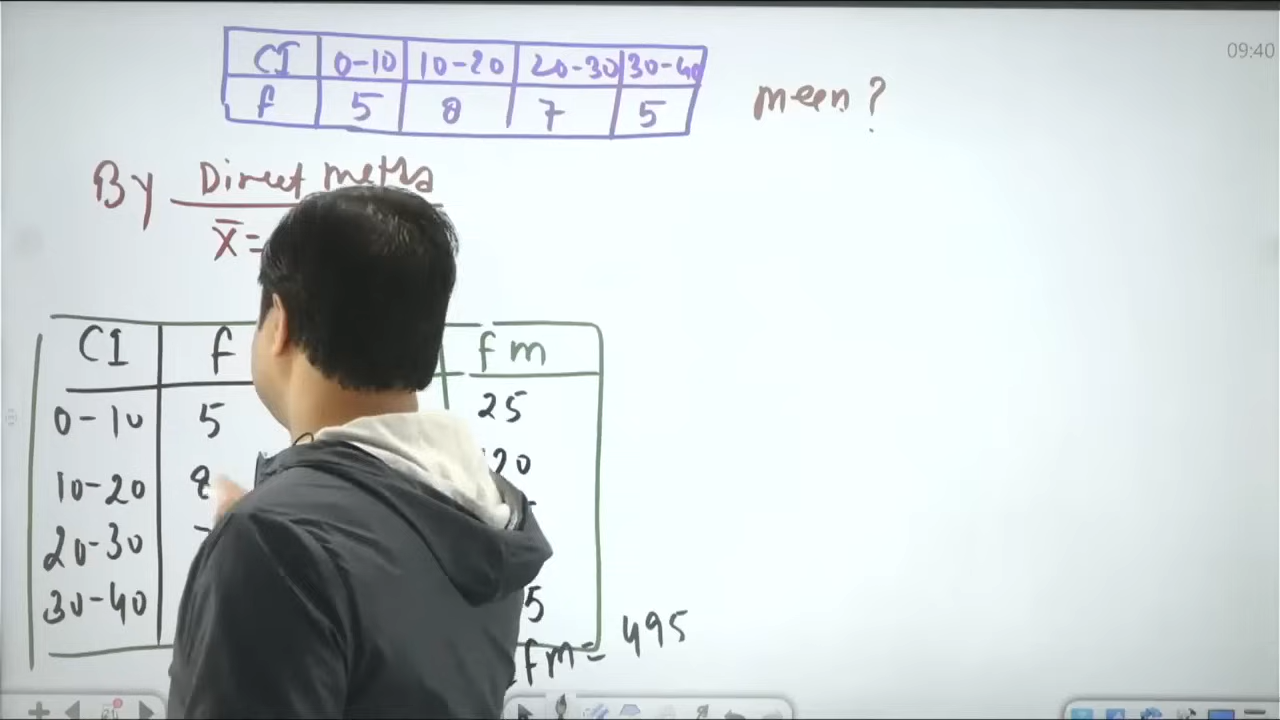 09:40
CI 0-10 10-20 20-30 30-40
f 5 8 7 5
mean?
By Direct metho
x̄=
CI f fm
0-10 5 25
10-20 8
20-30
30-40
fm= 495